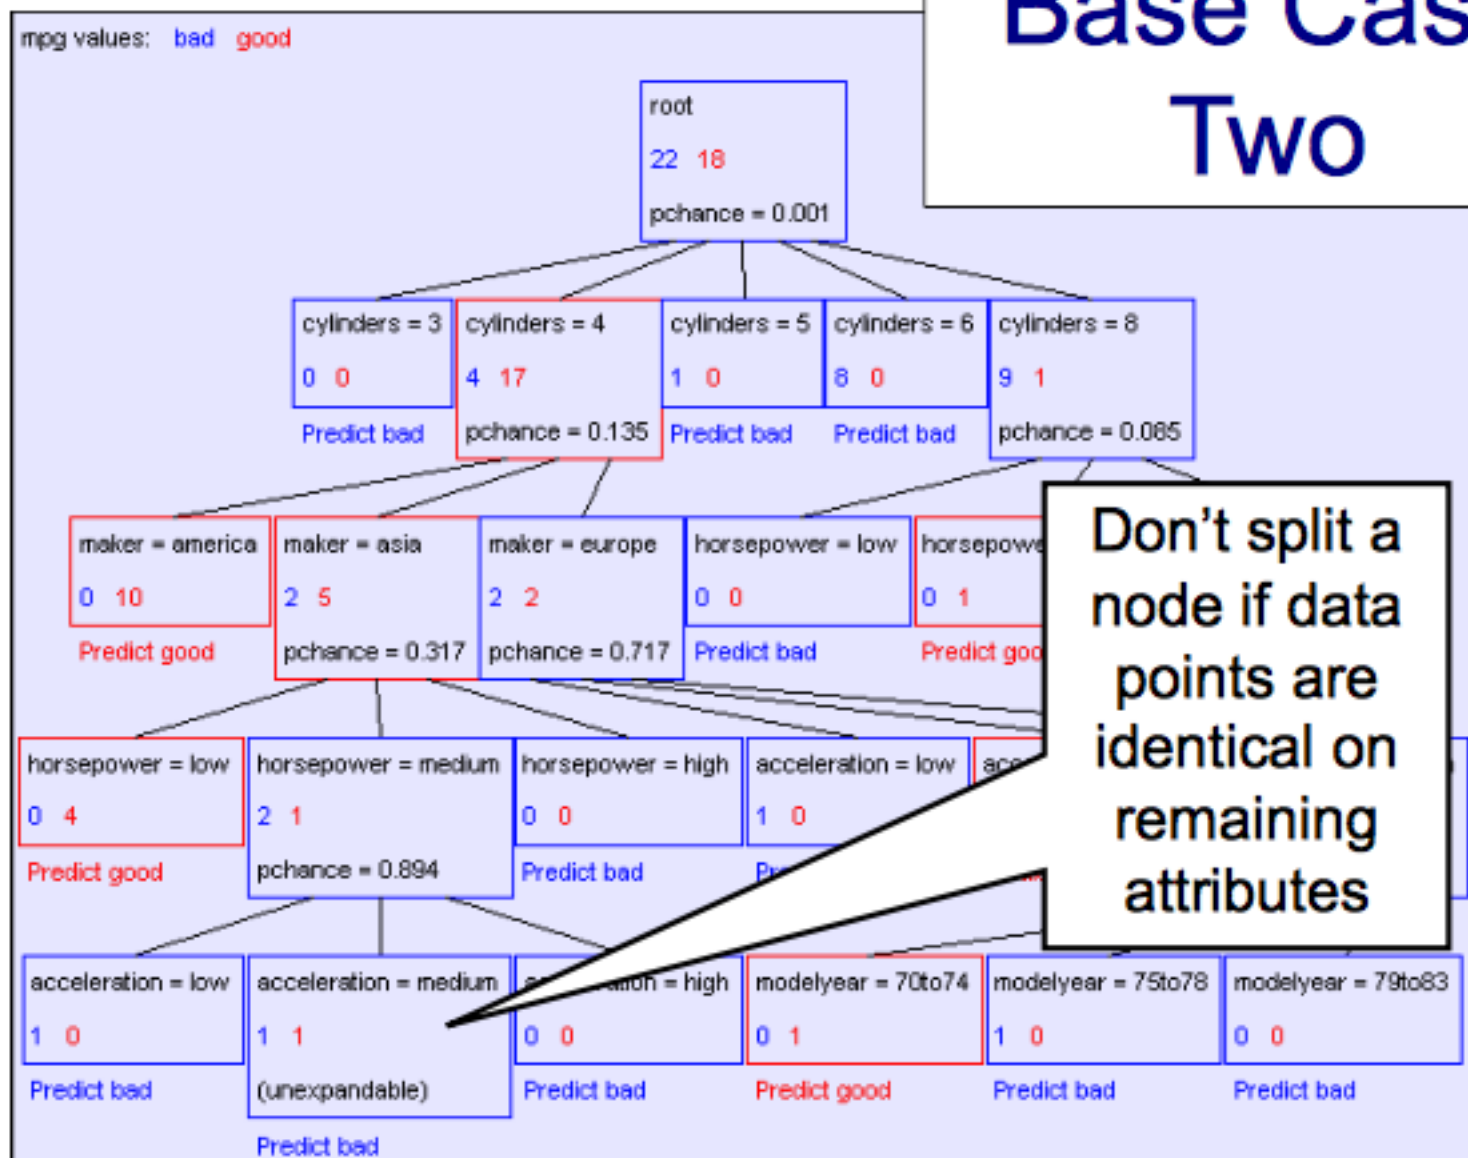 Base Cas
Two
mpg values: bad good
root
22 18
pchance = 0.001
cylinders = 3
0 0
Predict bad
cylinders = 4
4 17
pchance = 0.135
cylinders = 5
1 0
Predict bad
cylinders = 6
8 0
Predict bad
cylinders = 8
9 1
pchance = 0.085
maker = america
0 10
Predict good
maker = asia
2 5
pchance = 0.317
maker = europe
2 2
pchance = 0.717
horsepower = low
0 0
Predict bad
horsepowe
0 1
Predict goo
Don't split a
node if data
points are
identical on
remaining
attributes
horsepower = low
0 4
Predict good
horsepower = medium
2 1
pchance = 0.894
horsepower = high
0 0
Predict bad
acceleration = low
1 0
acceleration = low
1 0
Predict bad
acceleration = medium
1 1
(unexpandable)
Predict bad
= high
0 0
Predict bad
modelyear = 70to74
0 1
Predict good
modelyear = 75to78
1 0
Predict bad
modelyear = 79to83
0 0
Predict bad